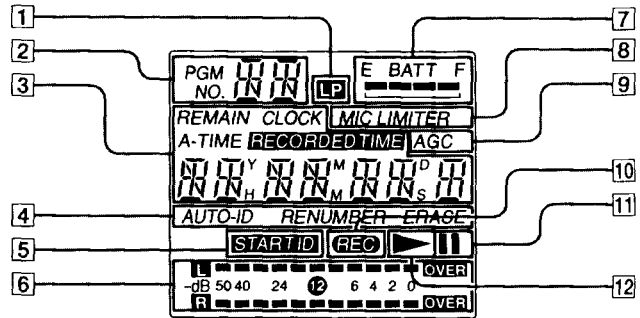 1
7
2
PGM NO.
LP
E BATT F
8
3
REMAIN CLOCK MIC LIMITER
9
A-TIME RECORDED TIME AGC
Y M D
H M S
10
4
AUTO-ID RENUMBER ERASE
11
5
START ID REC
6
L OVER
-dB 50 40 24 12 6 4 2 0
12
R OVER